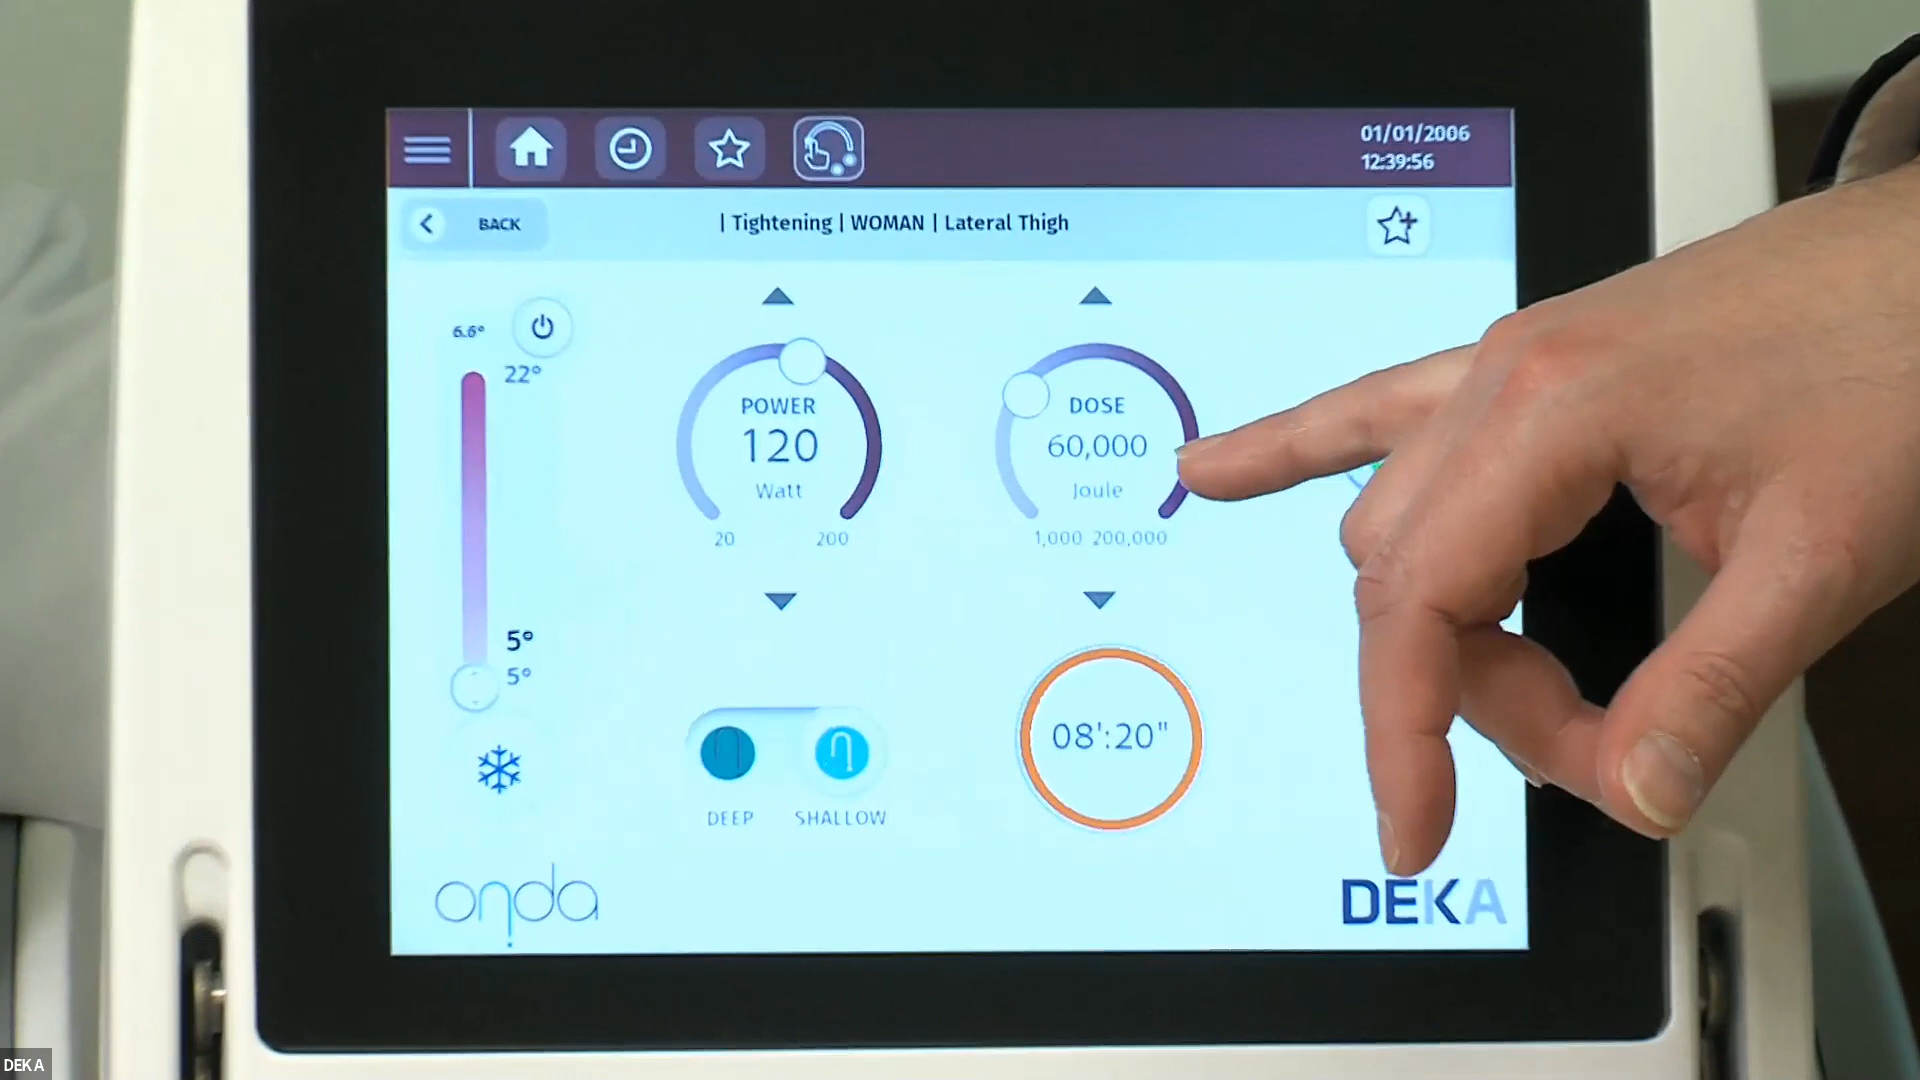 01/01/2006
12:39:56
BACK
| Tightening | WOMAN | Lateral Thigh
6.6°
22°
5°
5°
POWER
120
Watt
20 200
DOSE
60,000
Joule
1,000 200,000
08':20"
DEEP SHALLOW
onda
DEKA
DEKA